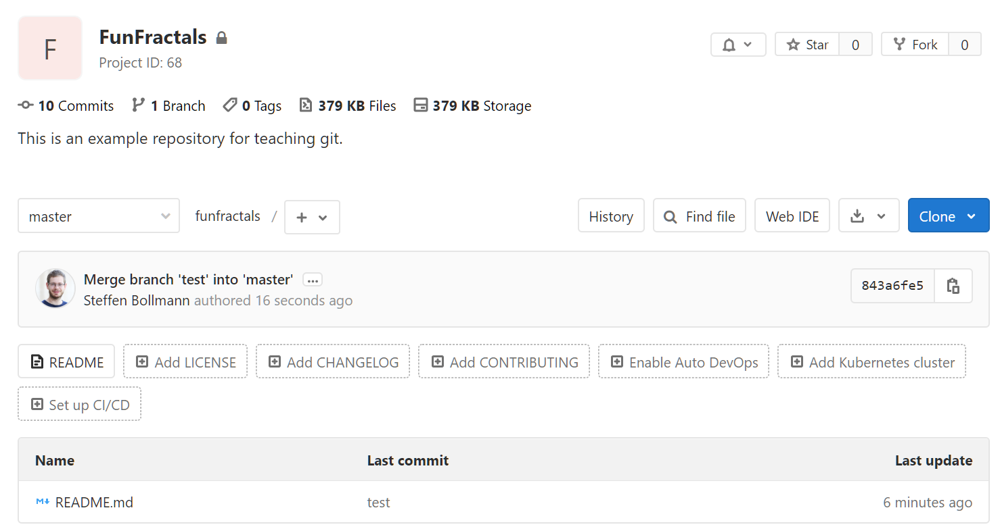 F
FunFractals
Project ID: 68
Star 0
Fork 0
10 Commits 1 Branch 0 Tags 379 KB Files 379 KB Storage
This is an example repository for teaching git.
master funfractals / + History Find file Web IDE Clone
Merge branch 'test' into 'master' ...
Steffen Bollmann authored 16 seconds ago
843a6fe5
README Add LICENSE Add CHANGELOG Add CONTRIBUTING Enable Auto DevOps Add Kubernetes cluster
Set up CI/CD
Name Last commit Last update
M README.md test 6 minutes ago